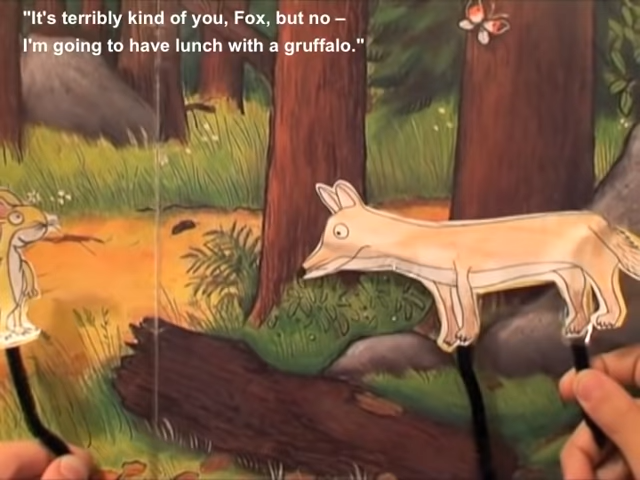 "It's terribly kind of you, Fox, but no –
I'm going to have lunch with a gruffalo."